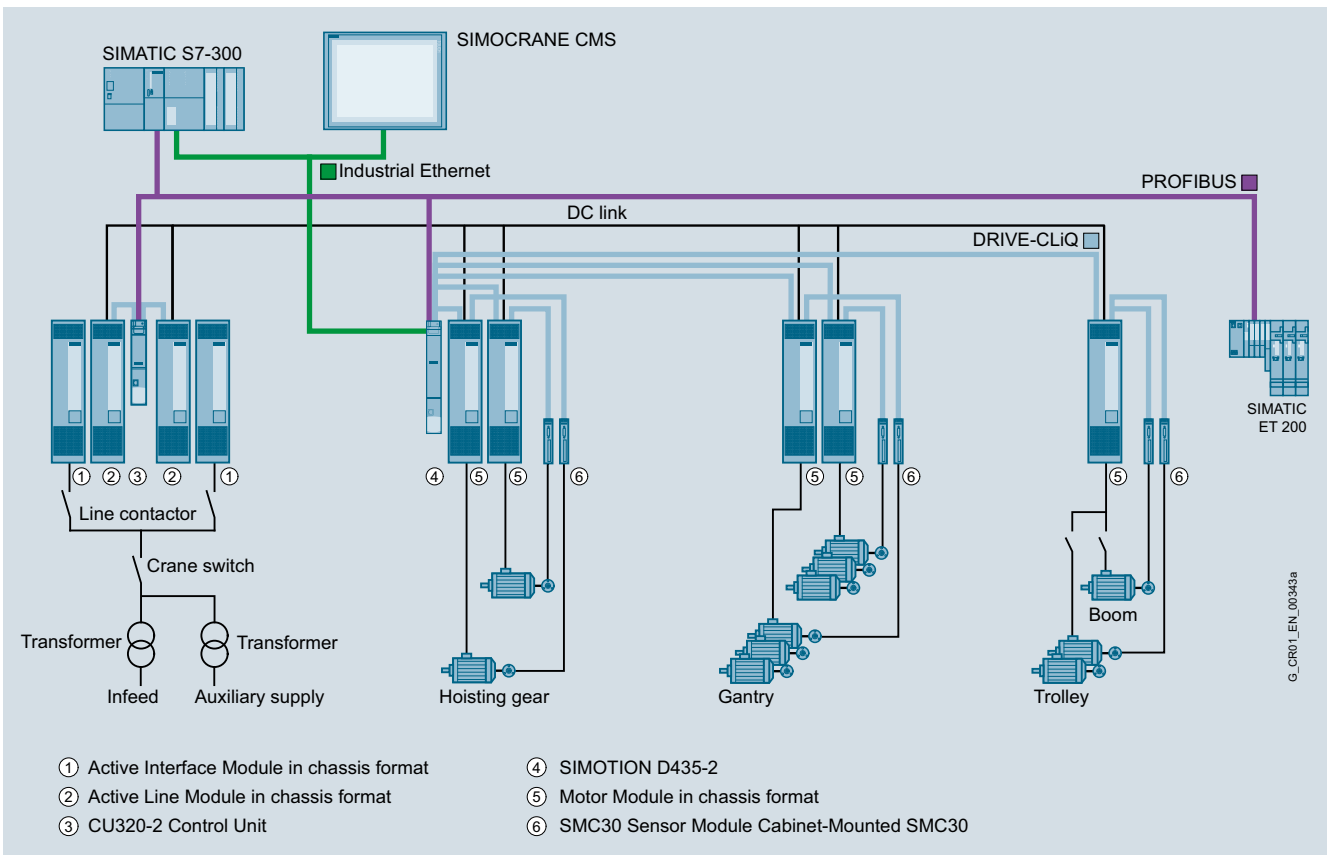 SIMATIC S7-300
SIMOCRANE CMS
Industrial Ethernet
PROFIBUS
DC link
DRIVE-CLiQ
SIMATIC
ET 200
① ② ③ ② ① ④ ⑤ ⑤ ⑥ ⑤ ⑤ ⑥ ⑤ ⑥
Line contactor
Crane switch
Boom
Transformer Transformer
Infeed Auxiliary supply Hoisting gear Gantry Trolley
G_CR01_EN_00343a
① Active Interface Module in chassis format
② Active Line Module in chassis format
③ CU320-2 Control Unit
④ SIMOTION D435-2
⑤ Motor Module in chassis format
⑥ SMC30 Sensor Module Cabinet-Mounted SMC30